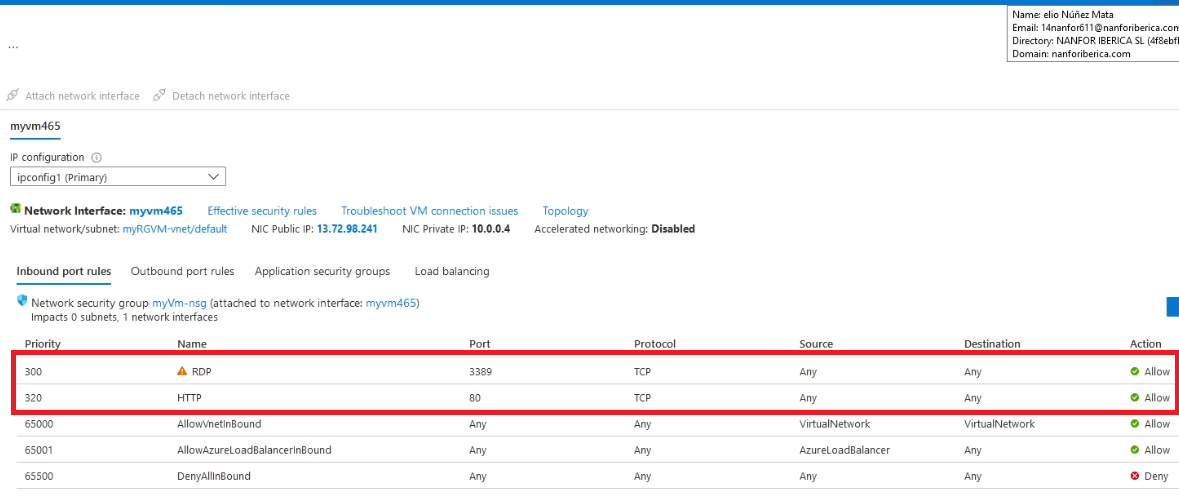 Name: elio Núñez Mata
Email: 14nanfor611@nanforiberica.com
Directory: NANFOR IBERICA SL (4f8ebf
Domain: nanforiberica.com
...
Attach network interface Detach network interface
myvm465
IP configuration
ipconfig1 (Primary)
Network Interface: myvm465 Effective security rules Troubleshoot VM connection issues Topology
Virtual network/subnet: myRGVM-vnet/default NIC Public IP: 13.72.98.241 NIC Private IP: 10.0.0.4 Accelerated networking: Disabled
Inbound port rules Outbound port rules Application security groups Load balancing
Network security group myVm-nsg (attached to network interface: myvm465)
Impacts 0 subnets, 1 network interfaces
Priority Name Port Protocol Source Destination Action
300 RDP 3389 TCP Any Any Allow
320 HTTP 80 TCP Any Any Allow
65000 AllowVnetInBound Any Any VirtualNetwork VirtualNetwork Allow
65001 AllowAzureLoadBalancerInBound Any Any AzureLoadBalancer Any Allow
65500 DenyAllInBound Any Any Any Any Deny